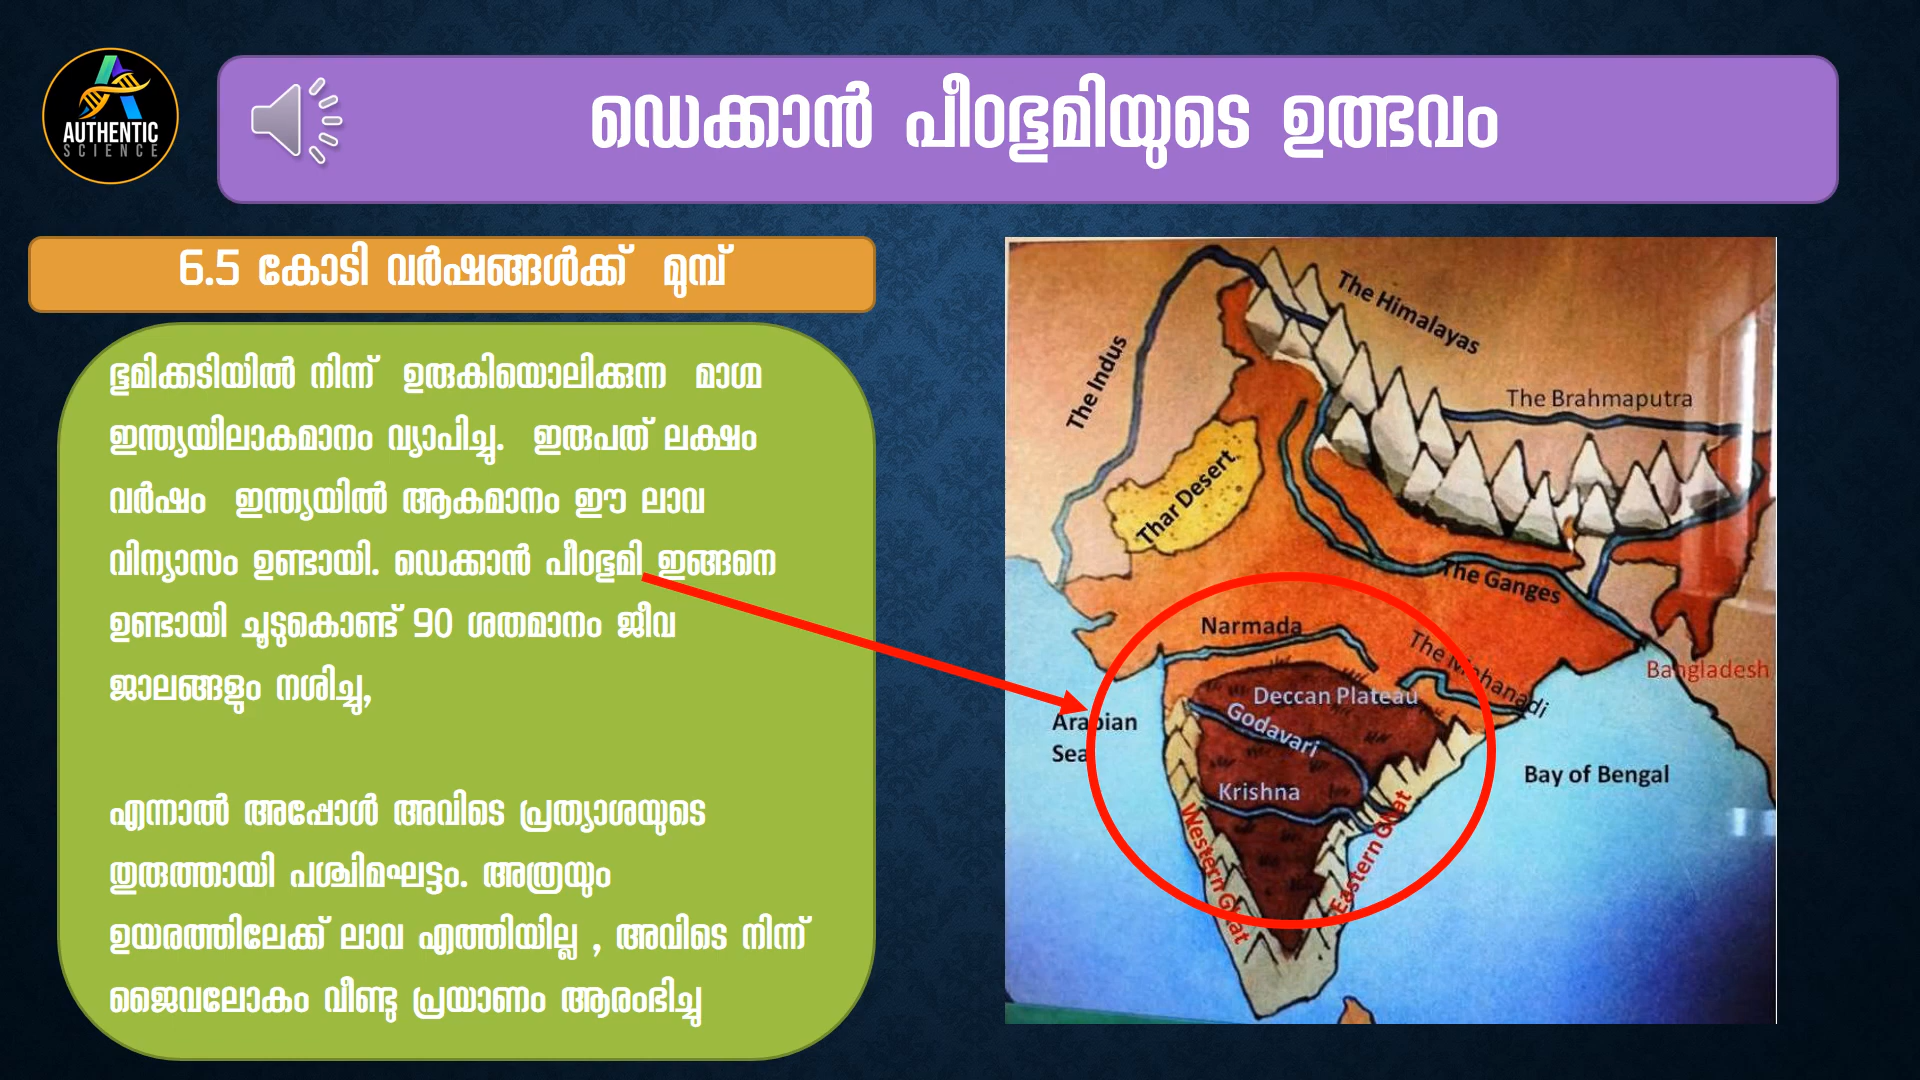 AUTHENTIC
SCIENCE
ഡെക്കാൻ പീഠഭൂമിയുടെ ഉത്ഭവം
6.5 കോടി വർഷങ്ങൾക്ക് മുമ്പ്
ഭൂമിക്കടിയിൽ നിന്ന് ഉരുകിയൊലിക്കുന്ന മാഗ്മ
ഇന്ത്യയിലാകമാനം വ്യാപിച്ചു. ഇരുപത് ലക്ഷം
വർഷം ഇന്ത്യയിൽ ആകമാനം ഈ ലാവ
വിന്യാസം ഉണ്ടായി. ഡെക്കാൻ പീഠഭൂമി ഇങ്ങനെ
ഉണ്ടായി ചൂടുകൊണ്ട് 90 ശതമാനം ജീവ
ജാലങ്ങളും നശിച്ചു,
എന്നാൽ അപ്പോൾ അവിടെ പ്രത്യാശയുടെ
തുരുത്തായി പശ്ചിമഘട്ടം. അത്രയും
ഉയരത്തിലേക്ക് ലാവ എത്തിയില്ല , അവിടെ നിന്ന്
ജൈവലോകം വീണ്ടു പ്രയാണം ആരംഭിച്ചു
The Himalayas
The Indus
The Brahmaputra
Thar Desert
The Ganges
Narmada
The Mohanadi
Bangladesh
Deccan Plateau
Godavari
Arabian
Sea
Krishna
Bay of Bengal
Western Ghat
Eastern Ghat